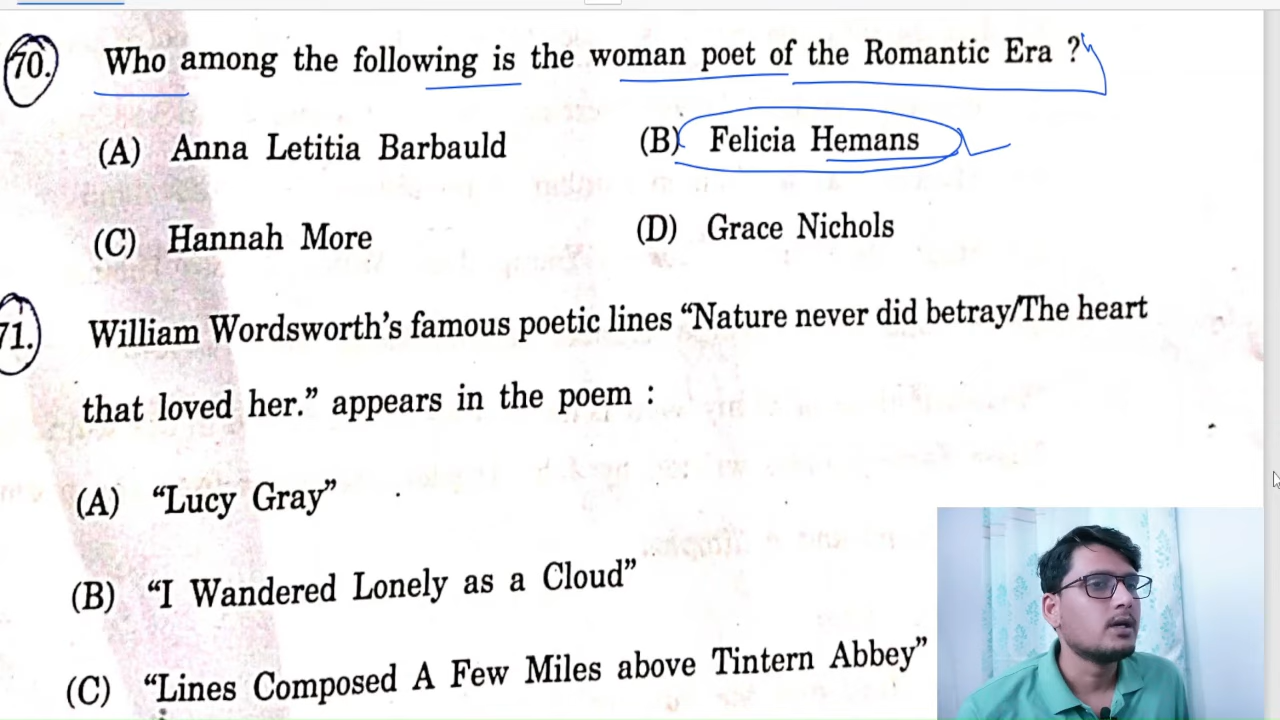 70. Who among the following is the woman poet of the Romantic Era ?
(A) Anna Letitia Barbauld (B) Felicia Hemans
(C) Hannah More (D) Grace Nichols
71. William Wordsworth's famous poetic lines "Nature never did betray/The heart
that loved her." appears in the poem :
(A) "Lucy Gray"
(B) "I Wandered Lonely as a Cloud"
(C) "Lines Composed A Few Miles above Tintern Abbey"